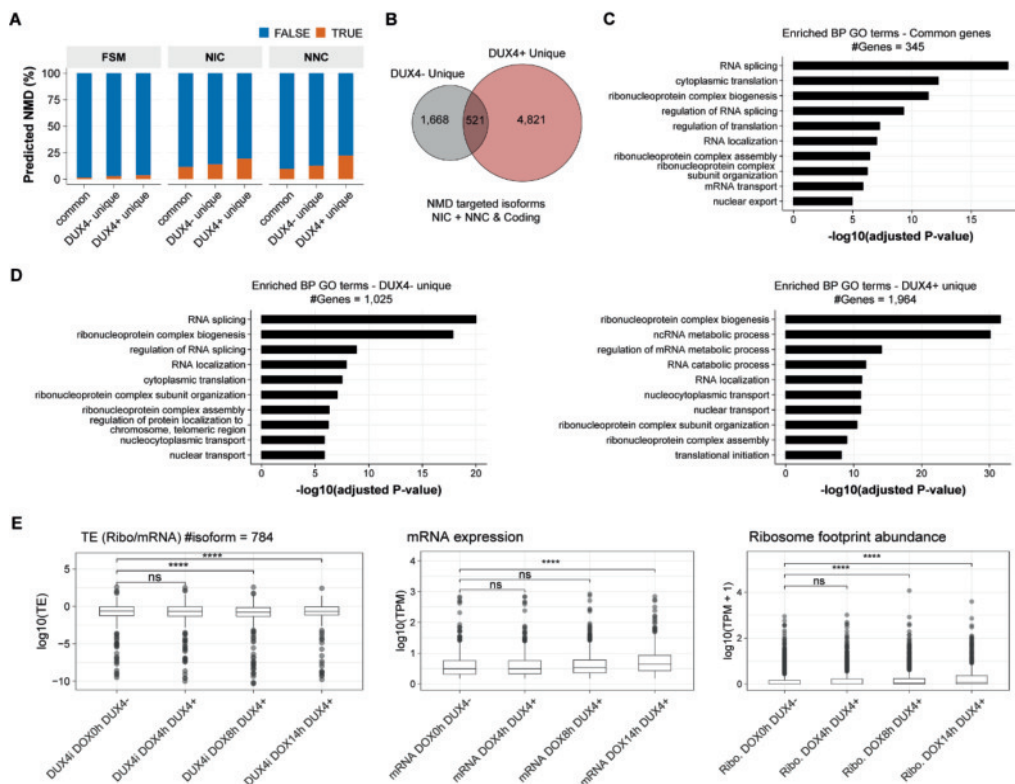 A
FALSE TRUE
FSM NIC NNC
Predicted NMD (%)
100
75
50
25
0
common
DUX4- unique
DUX4+ unique
common
DUX4- unique
DUX4+ unique
common
DUX4- unique
DUX4+ unique
B
DUX4+ Unique
DUX4- Unique
1,668 521 4,821
NMD targeted isoforms
NIC + NNC & Coding
C
Enriched BP GO terms - Common genes
#Genes = 345
RNA splicing
cytoplasmic translation
ribonucleoprotein complex biogenesis
regulation of RNA splicing
regulation of translation
RNA localization
ribonucleoprotein complex assembly
ribonucleoprotein complex
subunit organization
mRNA transport
nuclear export
0 5 10 15
-log10(adjusted P-value)
D
Enriched BP GO terms - DUX4- unique
#Genes = 1,025
RNA splicing
ribonucleoprotein complex biogenesis
regulation of RNA splicing
RNA localization
cytoplasmic translation
ribonucleoprotein complex subunit organization
ribonucleoprotein complex assembly
regulation of protein localization to
chromosome, telomeric region
nucleocytoplasmic transport
nuclear transport
0 5 10 15 20
-log10(adjusted P-value)
Enriched BP GO terms - DUX4+ unique
#Genes = 1,964
ribonucleoprotein complex biogenesis
ncRNA metabolic process
regulation of mRNA metabolic process
RNA catabolic process
RNA localization
nucleocytoplasmic transport
nuclear transport
ribonucleoprotein complex subunit organization
ribonucleoprotein complex assembly
translational initiation
0 10 20 30
-log10(adjusted P-value)
E
TE (Ribo/mRNA) #isoform = 784
****
****
ns
log10(TE)
5
0
-5
-10
DUX4i DOX0h DUX4-
DUX4i DOX4h DUX4+
DUX4i DOX8h DUX4+
DUX4i DOX14h DUX4+
mRNA expression
****
ns
ns
log10(TPM)
4
3
2
1
0
mRNA DOX0h DUX4-
mRNA DOX4h DUX4+
mRNA DOX8h DUX4+
mRNA DOX14h DUX4+
Ribosome footprint abundance
****
****
ns
log10(TPM + 1)
4
2
0
Ribo. DOX0h DUX4-
Ribo. DOX4h DUX4+
Ribo. DOX8h DUX4+
Ribo. DOX14h DUX4+